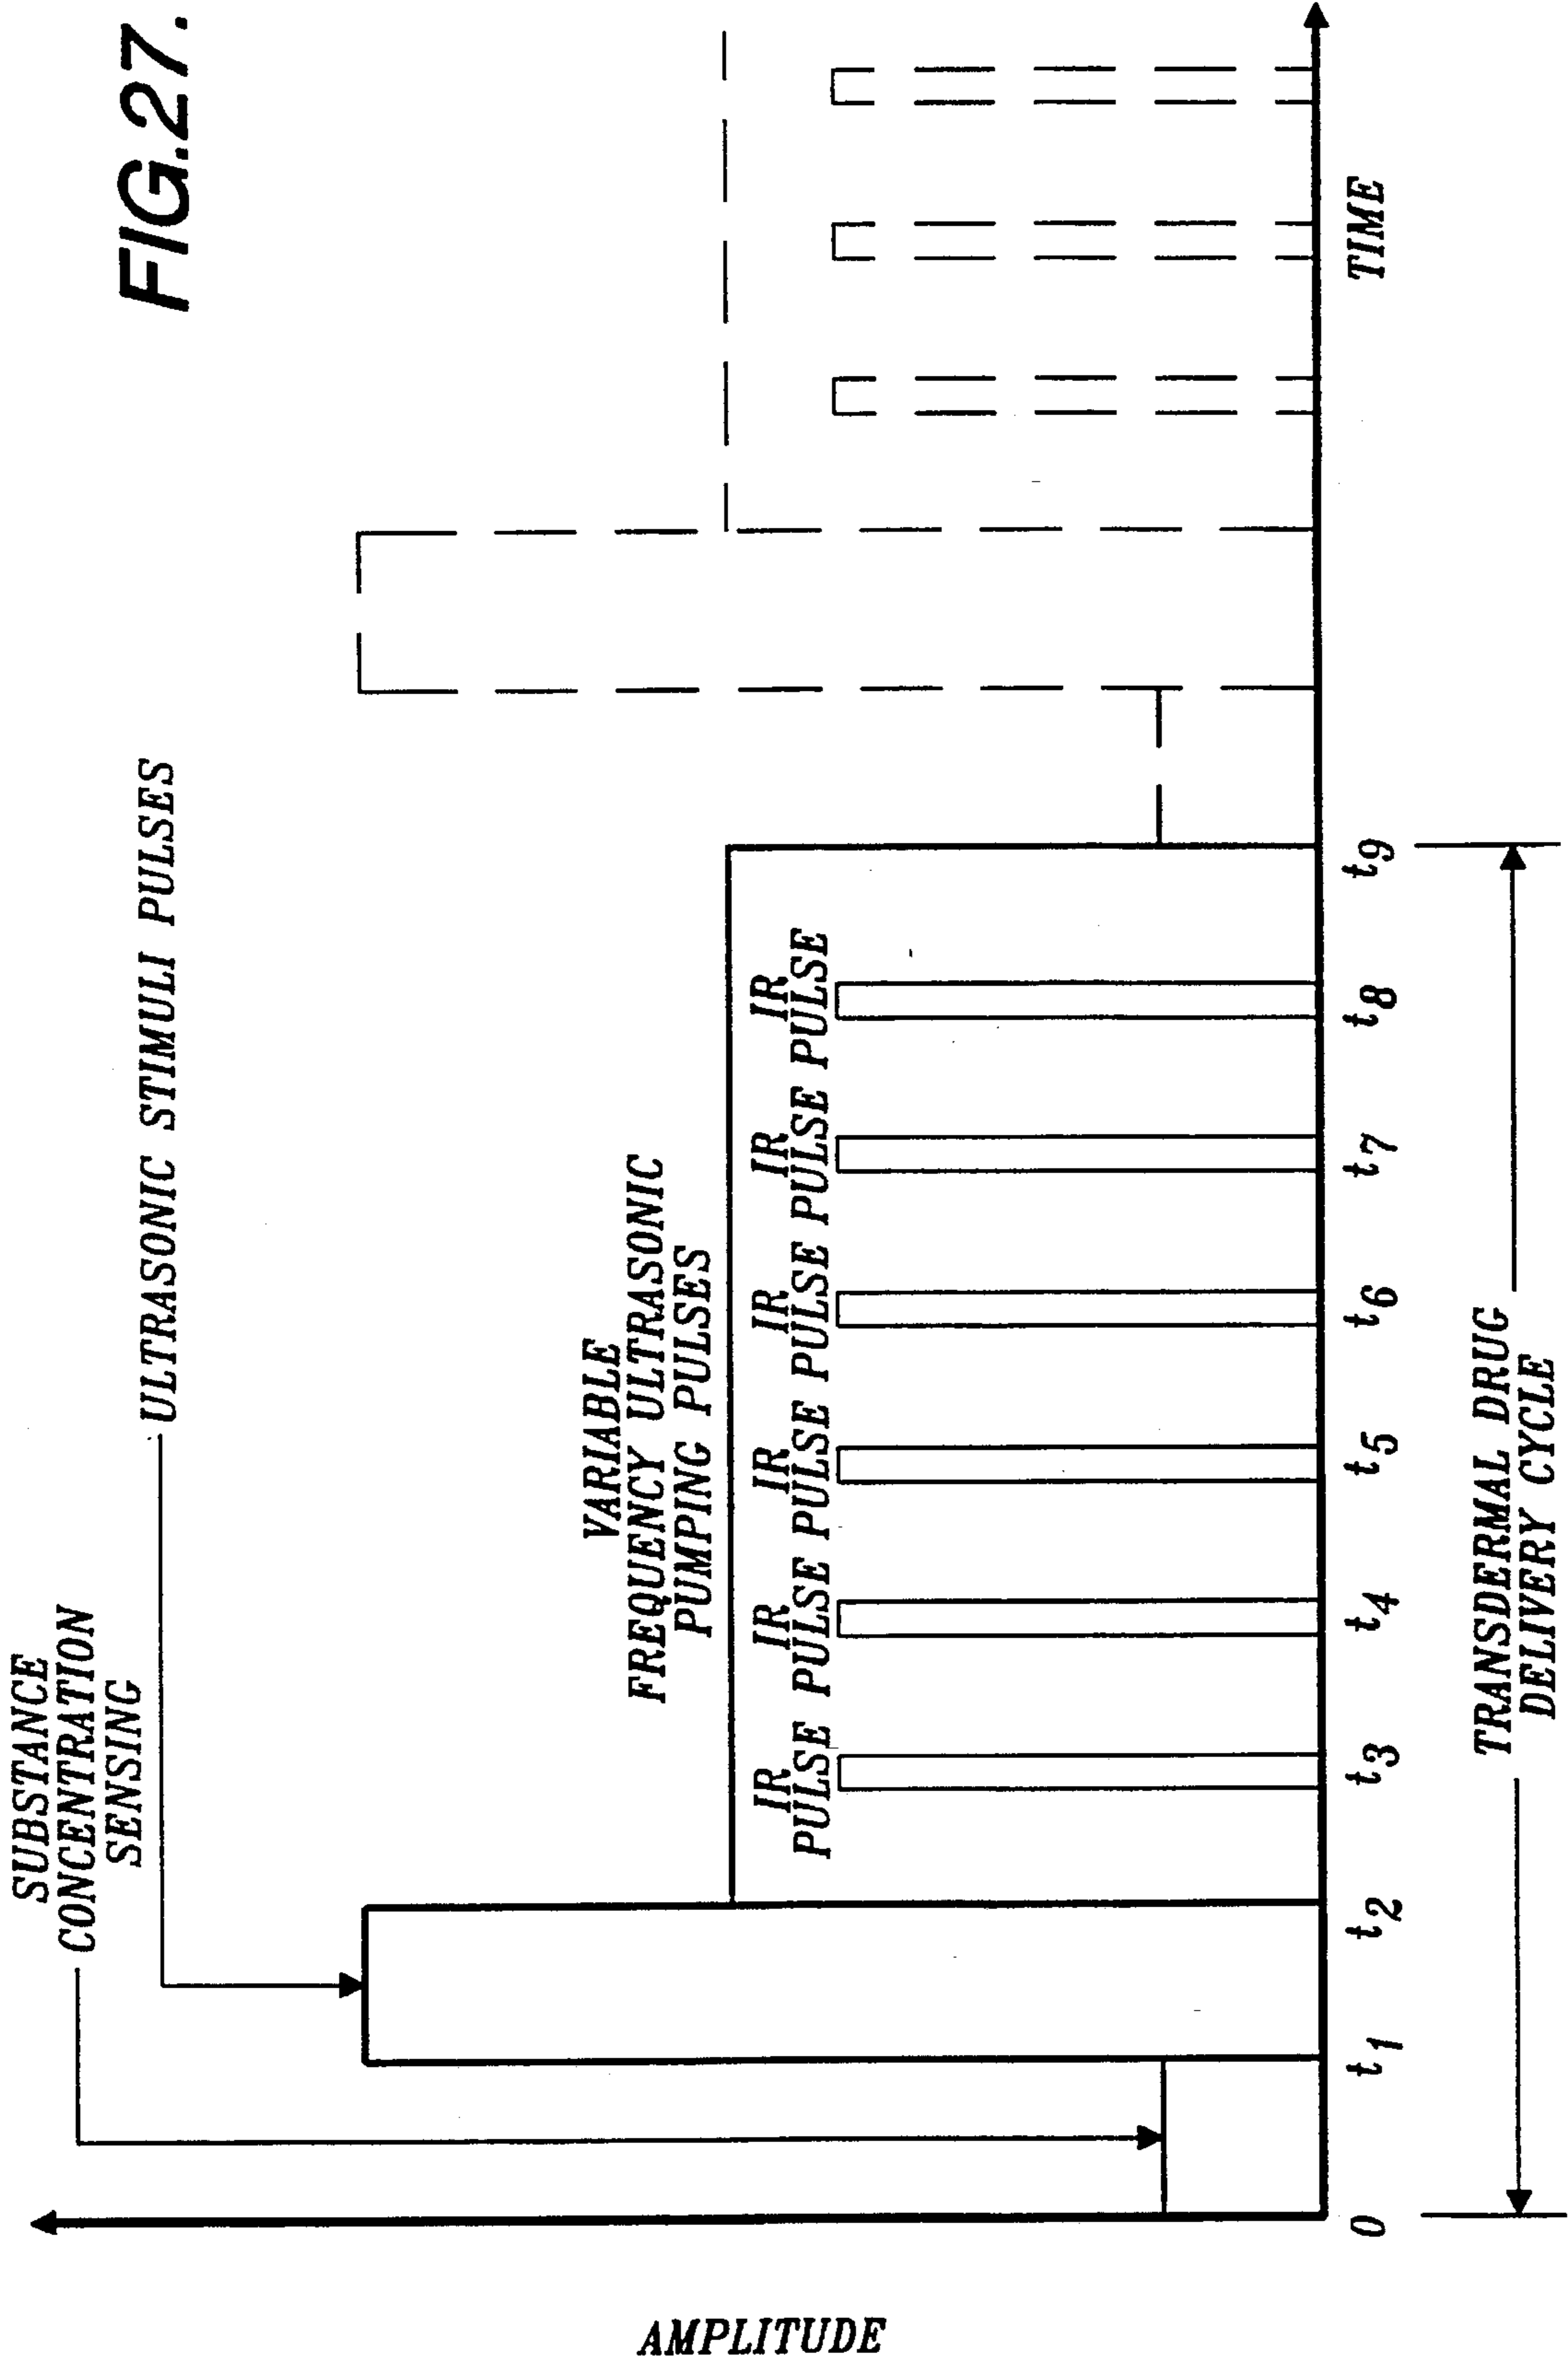 FIG.27.
SUBSTANCE
CONCENTRATION
SENSING
ULTRASONIC STIMULI PULSES
VARIABLE
FREQUENCY ULTRASONIC
PUMPING PULSES
IR IR IR IR IR IR
PULSE PULSE PULSE PULSE PULSE PULSE
AMPLITUDE
0 t1 t2 t3 t4 t5 t6 t7 t8 t9 TIME
TRANSDERMAL DRUG
DELIVERY CYCLE